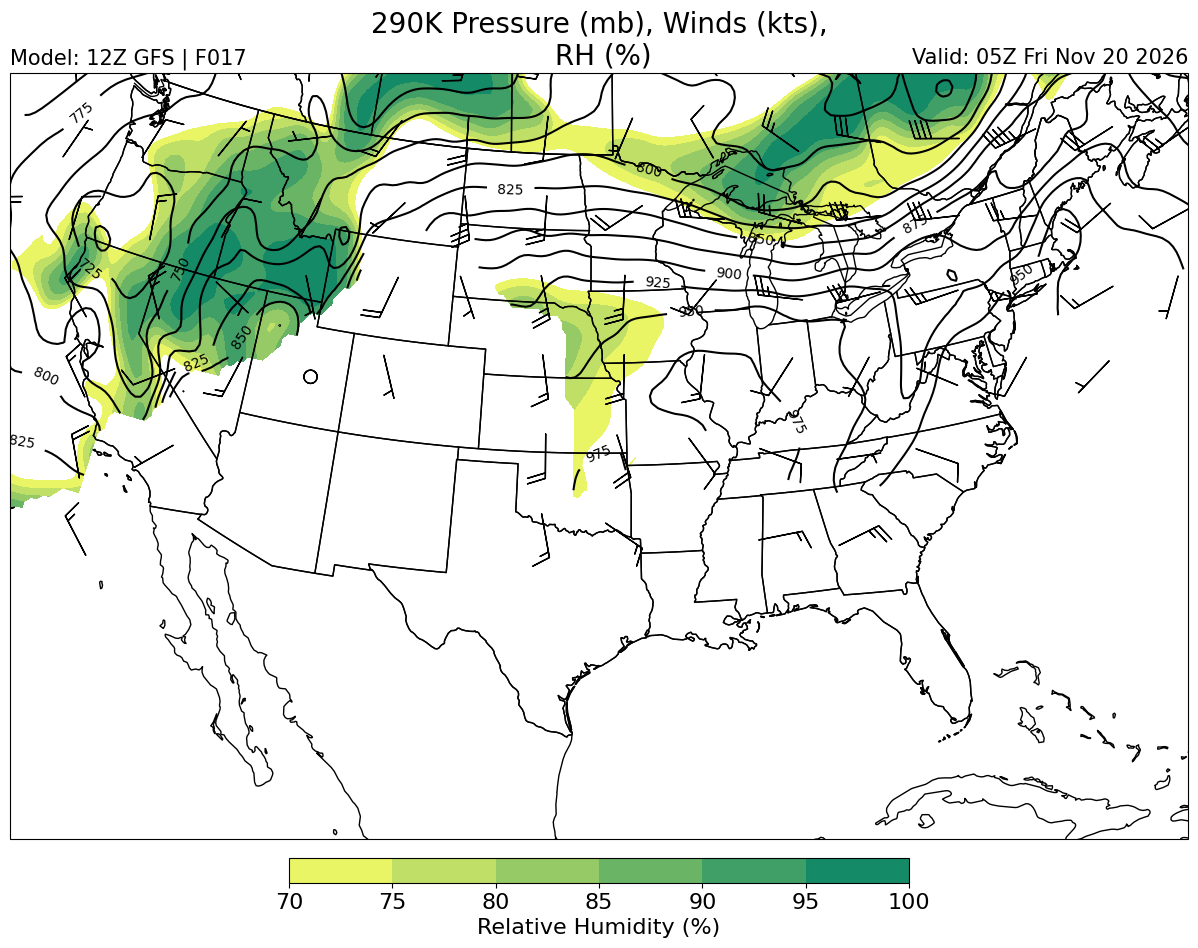 290K Pressure (mb), Winds (kts),
RH (%)
Model: 12Z GFS | F017
Valid: 05Z Fri Nov 20 2026
775
800
825
850
875
900
925
950
950
725
750
850
825
800
825
975
975
70 75 80 85 90 95 100
Relative Humidity (%)